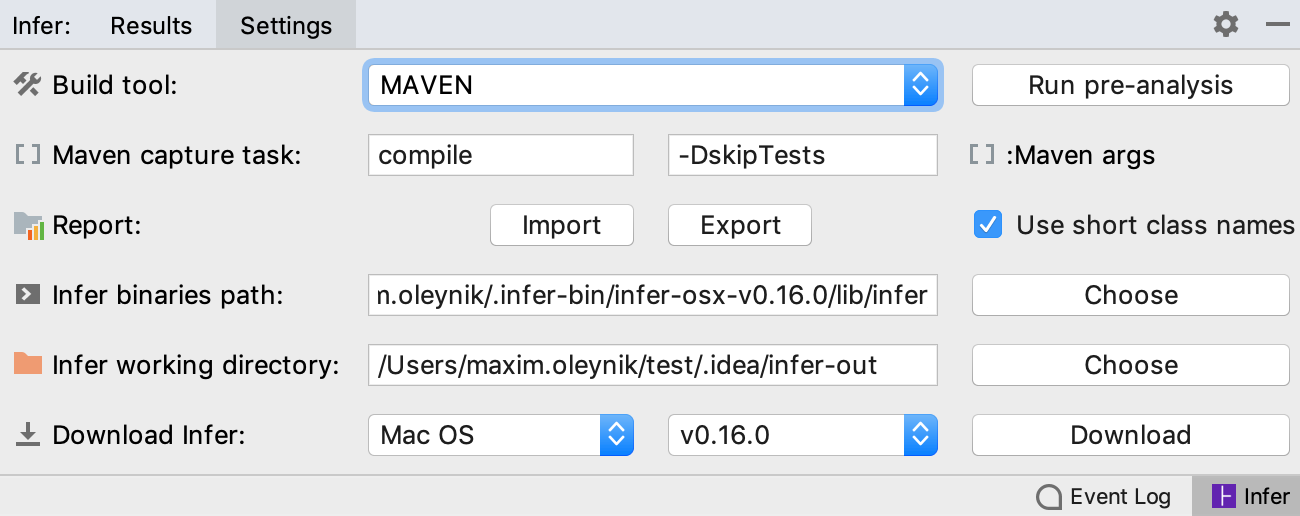 Infer: Results Settings
Build tool: MAVEN Run pre-analysis
Maven capture task: compile -DskipTests :Maven args
Report: Import Export Use short class names
Infer binaries path: n.oleynik/.infer-bin/infer-osx-v0.16.0/lib/infer Choose
Infer working directory: /Users/maxim.oleynik/test/.idea/infer-out Choose
Download Infer: Mac OS v0.16.0 Download
Event Log Infer